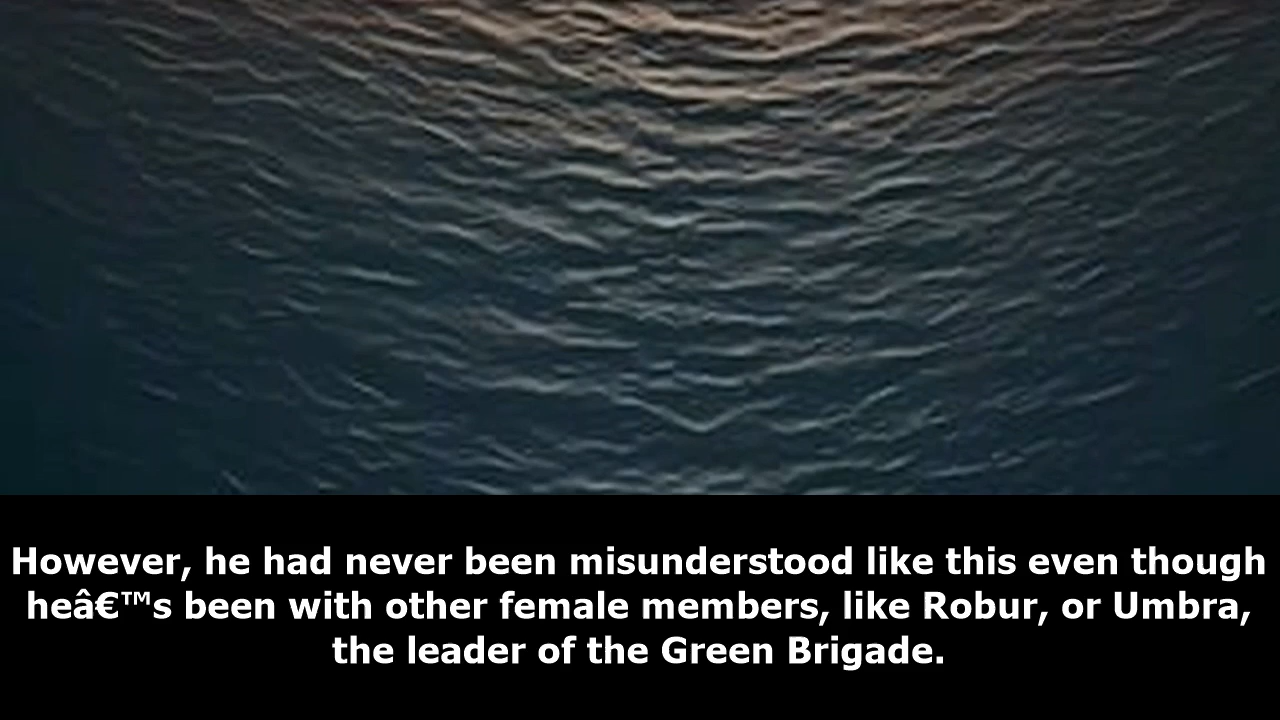 However, he had never been misunderstood like this even though
heâ€™s been with other female members, like Robur, or Umbra,
the leader of the Green Brigade.